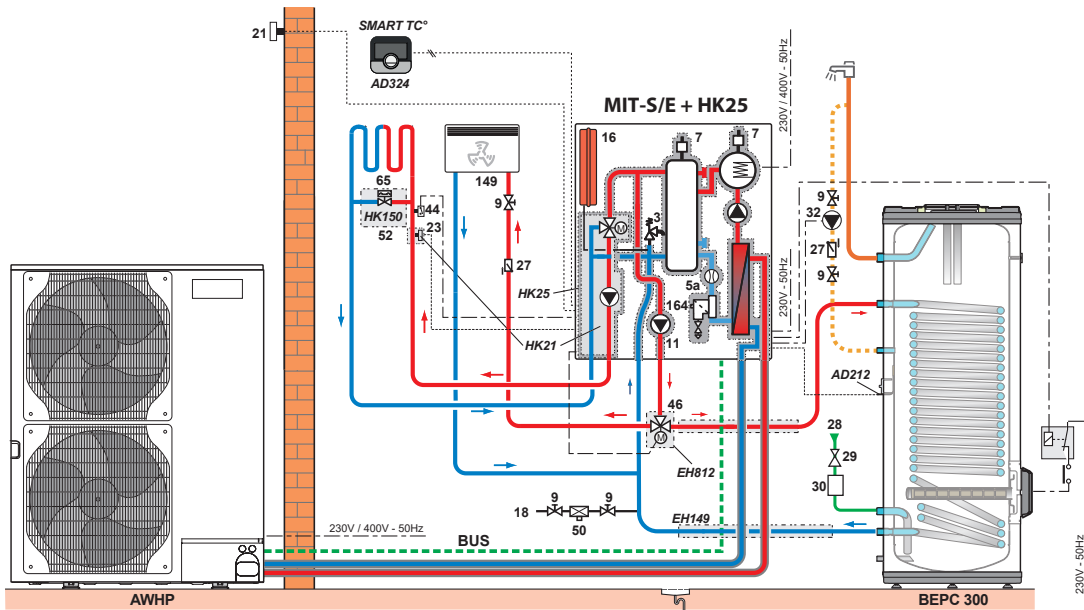 21
SMART TC°
AD324
MIT-S/E + HK25
230V / 400V - 50Hz
16
7
7
65
HK150
44
23
52
149
9
27
3
M
5a
164
HK25
HK21
11
230V - 50Hz
9
32
27
9
AD212
46
M
EH812
28
29
30
9
9
18
50
EH149
230V / 400V - 50Hz
BUS
230V - 50Hz
AWHP
BEPC 300